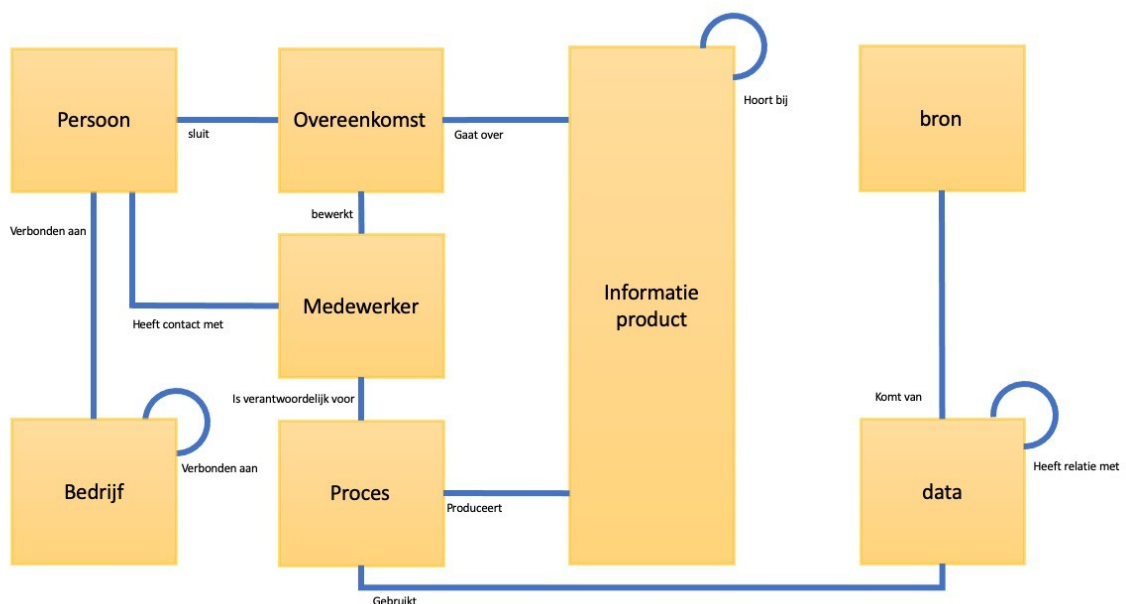 Persoon
sluit
Overeenkomst
Gaat over
Hoort bij
bron
bewerkt
Verbonden aan
Informatie
product
Medewerker
Heeft contact met
Is verantwoordelijk voor
Komt van
Verbonden aan
Heeft relatie met
Bedrijf
Proces
Produceert
data
Gebruikt